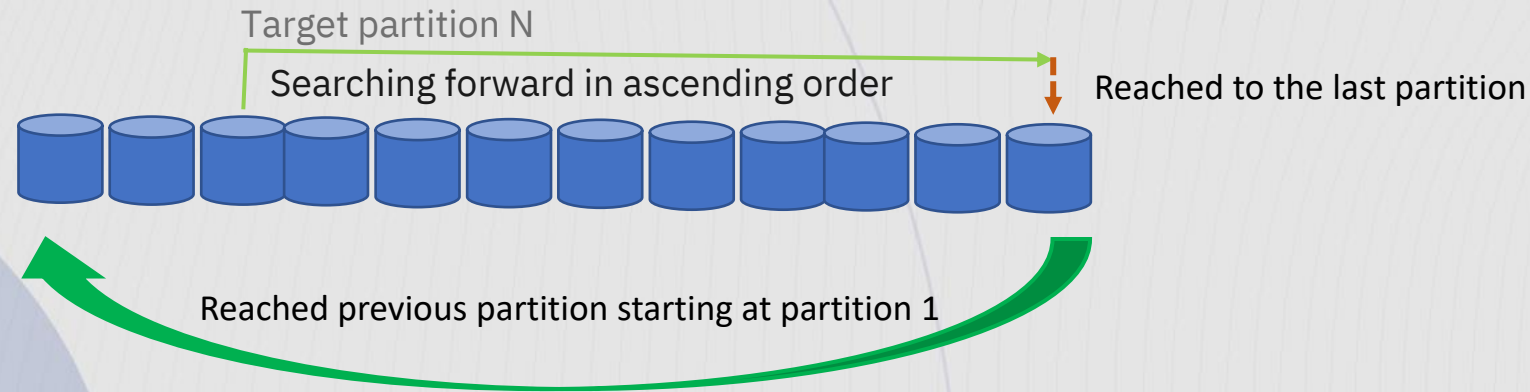 Target partition N
Searching forward in ascending order
Reached to the last partition
Reached previous partition starting at partition 1